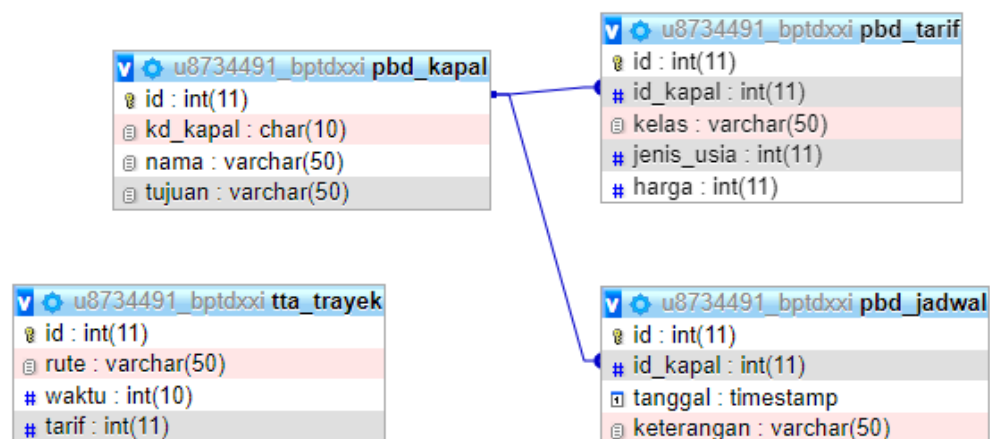 u8734491_bptdxxi pbd_kapal
id : int(11)
kd_kapal : char(10)
nama : varchar(50)
tujuan : varchar(50)
u8734491_bptdxxi pbd_tarif
id : int(11)
id_kapal : int(11)
kelas : varchar(50)
jenis_usia : int(11)
harga : int(11)
u8734491_bptdxxi tta_trayek
id : int(11)
rute : varchar(50)
waktu : int(10)
tarif : int(11)
u8734491_bptdxxi pbd_jadwal
id : int(11)
id_kapal : int(11)
tanggal : timestamp
keterangan : varchar(50)